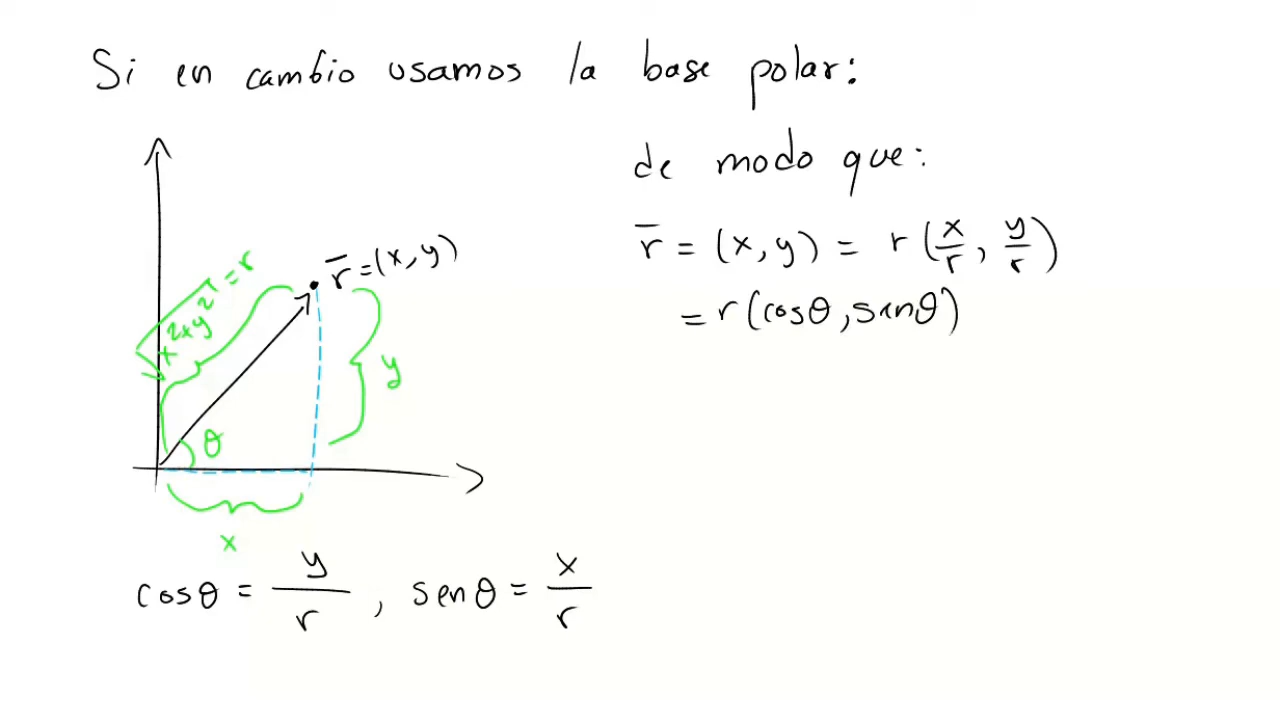 Si en cambio usamos la base polar:
de modo que:
r̅ = (x, y) = r(x/r, y/r)
= r(cosθ, senθ)
r̅=(x, y)
√x²+y² = r
y
θ
x
cosθ = y/r, senθ = x/r